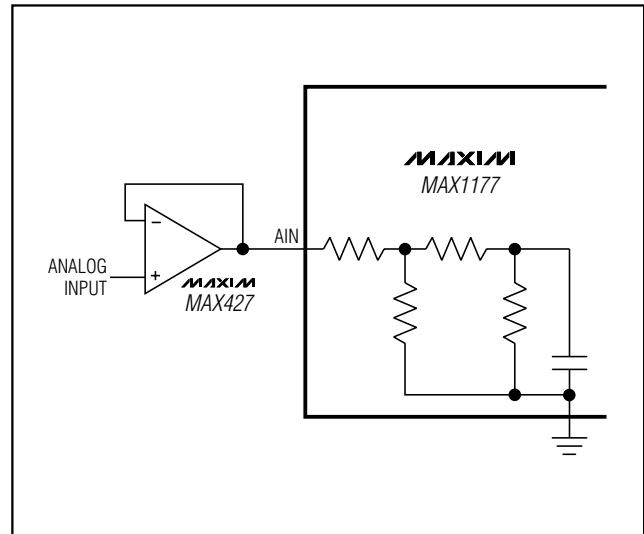 MAXIM
MAX1177
AIN
−
ANALOG
INPUT
+
MAXIM
MAX427